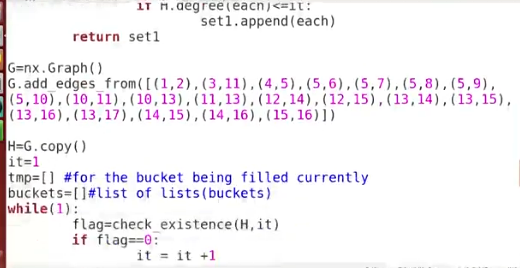 if H.degree(each)<=it:
set1.append(each)
return set1
G=nx.Graph()
G.add_edges_from([(1,2),(3,11),(4,5),(5,6),(5,7),(5,8),(5,9),
(5,10),(10,11),(10,13),(11,13),(12,14),(12,15),(13,14),(13,15),
(13,16),(13,17),(14,15),(14,16),(15,16)])
H=G.copy()
it=1
tmp=[] #for the bucket being filled currently
buckets=[]#list of lists(buckets)
while(1):
flag=check_existence(H,it)
if flag==0:
it = it +1